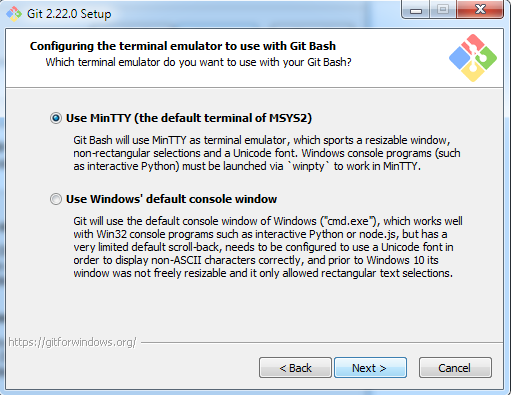 Git 2.22.0 Setup
Configuring the terminal emulator to use with Git Bash
Which terminal emulator do you want to use with your Git Bash?
Use MinTTY (the default terminal of MSYS2)
Git Bash will use MinTTY as terminal emulator, which sports a resizable window,
non-rectangular selections and a Unicode font. Windows console programs (such
as interactive Python) must be launched via `winpty` to work in MinTTY.
Use Windows' default console window
Git will use the default console window of Windows ("cmd.exe"), which works well
with Win32 console programs such as interactive Python or node.js, but has a
very limited default scroll-back, needs to be configured to use a Unicode font in
order to display non-ASCII characters correctly, and prior to Windows 10 its
window was not freely resizable and it only allowed rectangular text selections.
https://gitforwindows.org/
< Back
Next >
Cancel